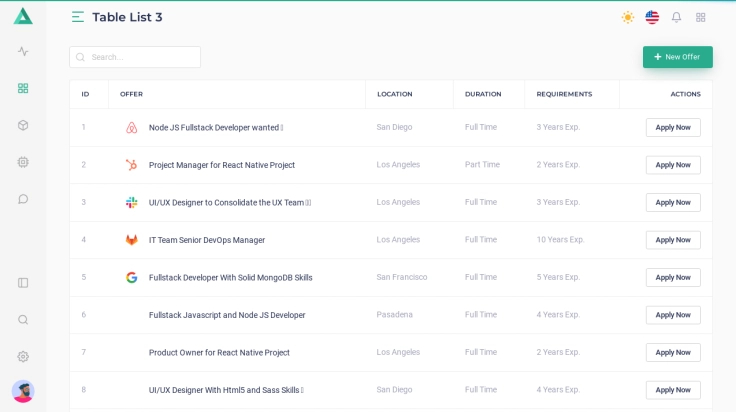 Table List 3
Search...
New Offer
ID OFFER LOCATION DURATION REQUIREMENTS ACTIONS
1 Node JS Fullstack Developer wanted San Diego Full Time 3 Years Exp. Apply Now
2 Project Manager for React Native Project Los Angeles Part Time 2 Years Exp. Apply Now
3 UI/UX Designer to Consolidate the UX Team Los Angeles Full Time 3 Years Exp. Apply Now
4 IT Team Senior DevOps Manager Los Angeles Full Time 10 Years Exp. Apply Now
5 Fullstack Developer With Solid MongoDB Skills San Francisco Full Time 5 Years Exp. Apply Now
6 Fullstack Javascript and Node JS Developer Pasadena Full Time 4 Years Exp. Apply Now
7 Product Owner for React Native Project Los Angeles Full Time 2 Years Exp. Apply Now
8 UI/UX Designer With Html5 and Sass Skills San Diego Full Time 4 Years Exp. Apply Now